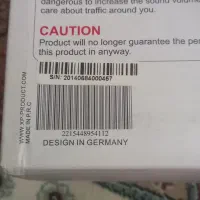 dangerous to increase the sound volume
care about traffic around you.
CAUTION
Product will no longer guarantee the pe
this product in anyway.
S/N: 20140684000467
2215448954112
DESIGN IN GERMANY
WWW.XP-PRODUCT.COM
MADE IN P.R.C